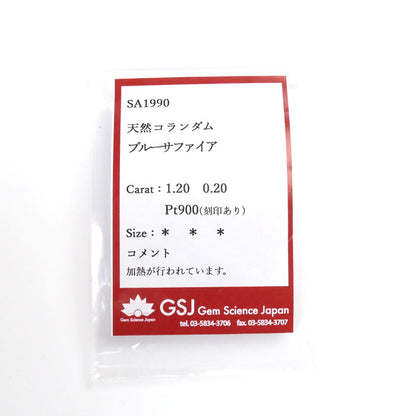 SA1990
天然コランダム
ブルーサファイア
Carat：1.20 0.20
Pt900(刻印あり)
Size：＊ ＊ ＊
コメント
加熱が行われています。
GSJ Gem Science Japan
Gem Science Japan
tel. 03-5834-3706 fax. 03-5834-3707